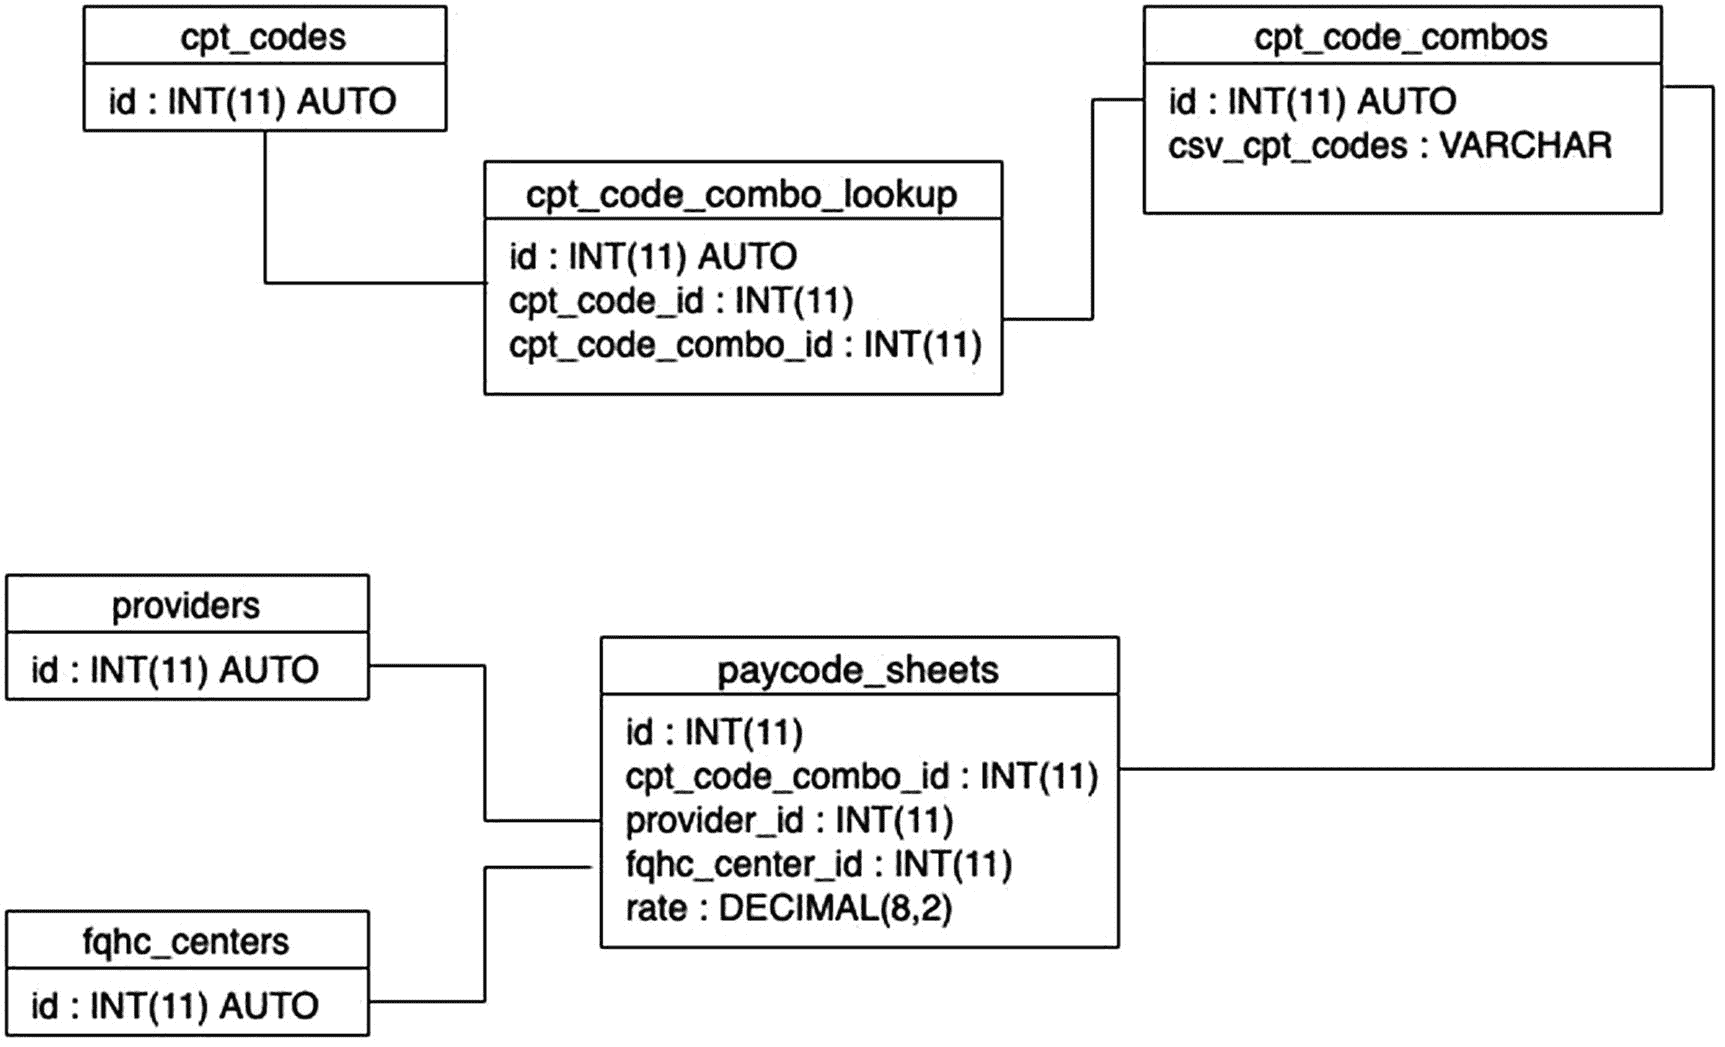 cpt_codes
id : INT(11) AUTO
cpt_code_combos
id : INT(11) AUTO
csv_cpt_codes : VARCHAR
cpt_code_combo_lookup
id : INT(11) AUTO
cpt_code_id : INT(11)
cpt_code_combo_id : INT(11)
providers
id : INT(11) AUTO
paycode_sheets
id : INT(11)
cpt_code_combo_id : INT(11)
provider_id : INT(11)
fqhc_center_id : INT(11)
rate : DECIMAL(8,2)
fqhc_centers
id : INT(11) AUTO